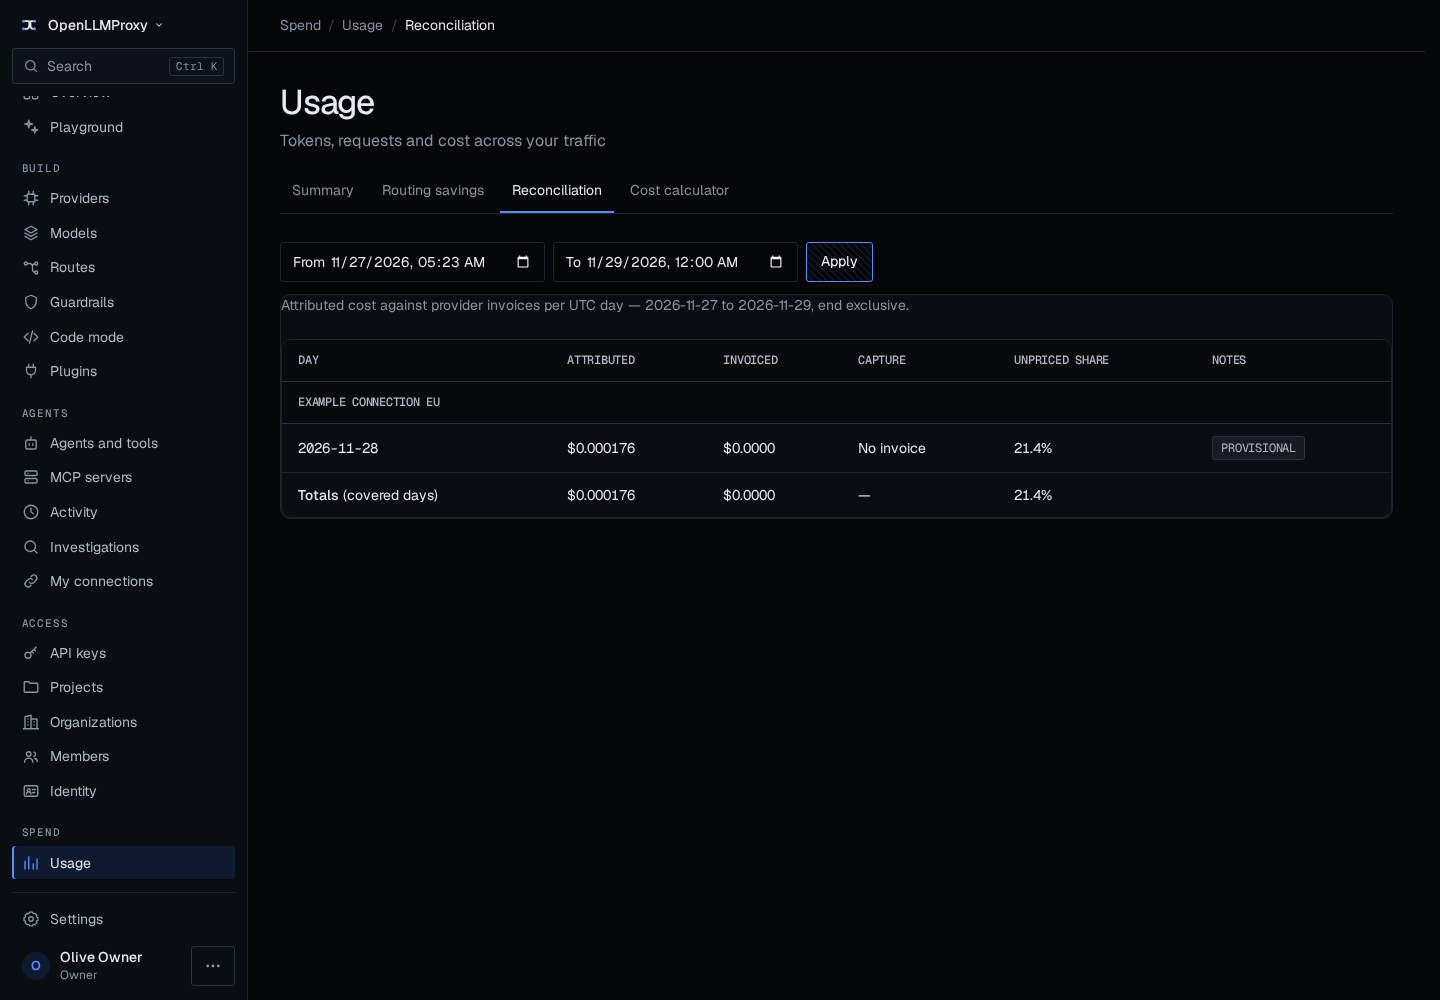 OpenLLMProxy
Search Ctrl K
Overview
Playground
BUILD
Providers
Models
Routes
Guardrails
Code mode
Plugins
AGENTS
Agents and tools
MCP servers
Activity
Investigations
My connections
ACCESS
API keys
Projects
Organizations
Members
Identity
SPEND
Usage
Settings
O
Olive Owner
Owner
Spend / Usage / Reconciliation
Usage
Tokens, requests and cost across your traffic
Summary Routing savings Reconciliation Cost calculator
From 11/27/2026, 05:23 AM To 11/29/2026, 12:00 AM Apply
Attributed cost against provider invoices per UTC day — 2026-11-27 to 2026-11-29, end exclusive.
DAY ATTRIBUTED INVOICED CAPTURE UNPRICED SHARE NOTES
EXAMPLE CONNECTION EU
2026-11-28 $0.000176 $0.0000 No invoice 21.4% PROVISIONAL
Totals (covered days) $0.000176 $0.0000 — 21.4%